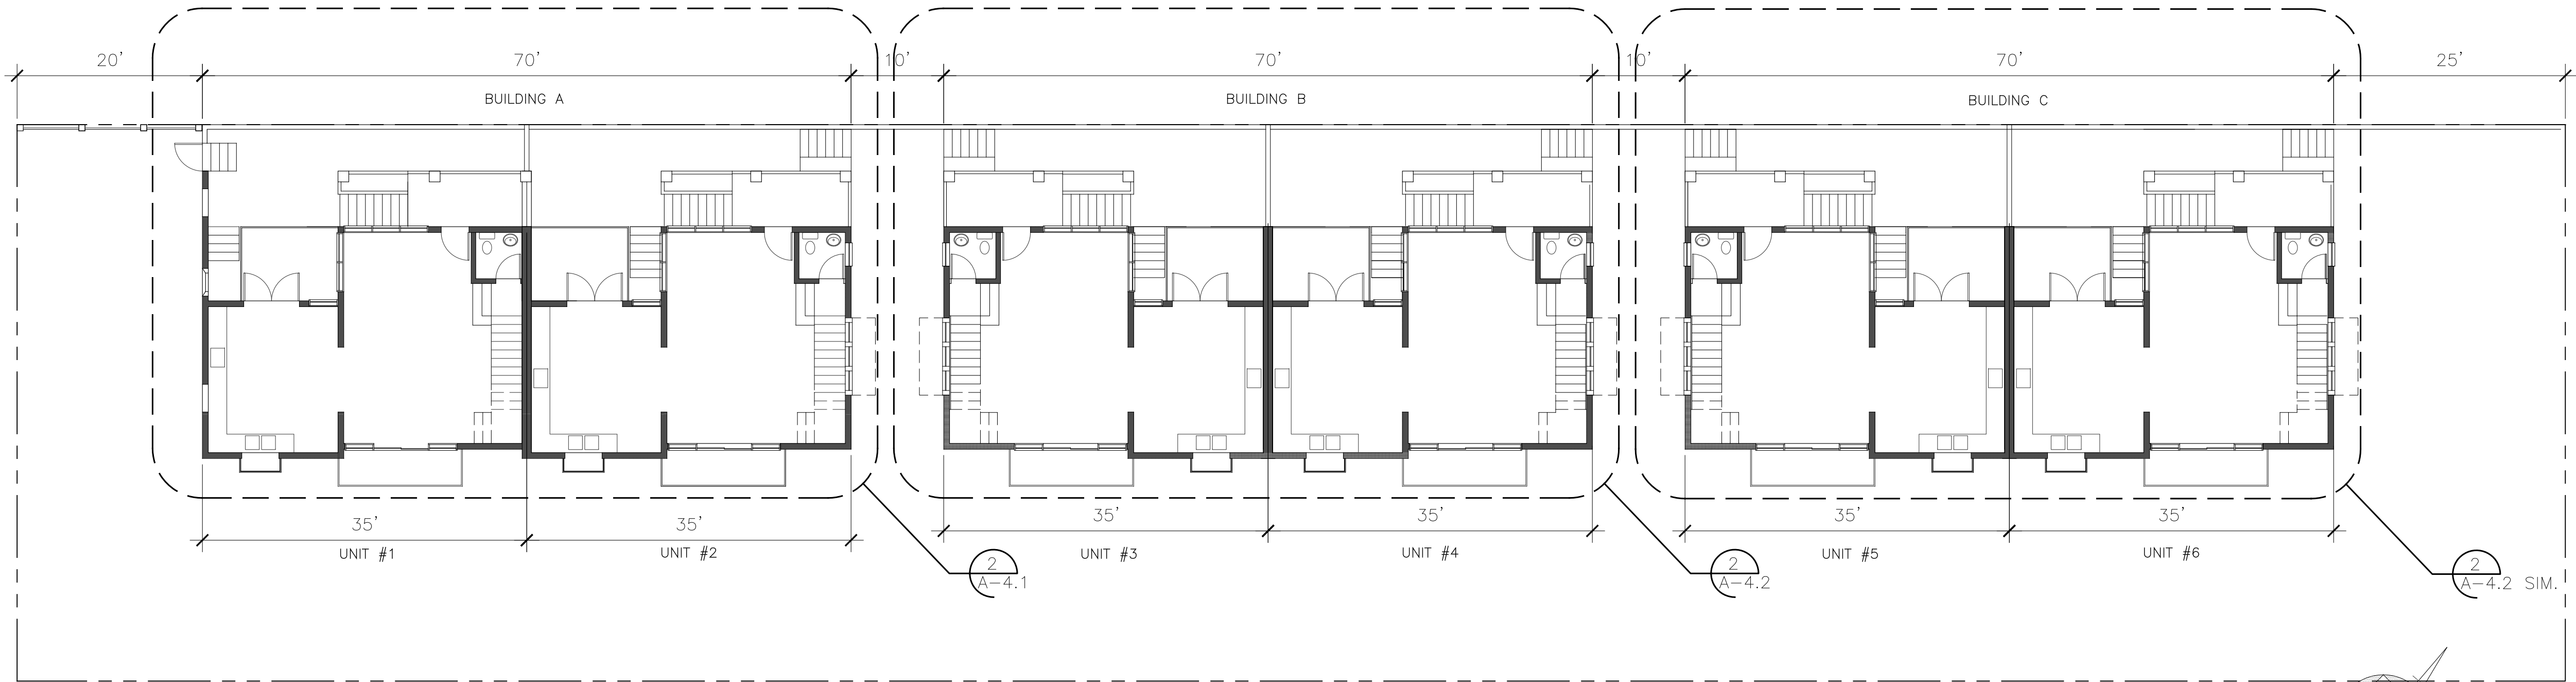 20' 70' 10' 70' 10' 70' 25'
BUILDING A BUILDING B BUILDING C
35' 35' 35' 35' 35' 35'
UNIT #1 UNIT #2 UNIT #3 UNIT #4 UNIT #5 UNIT #6
2
A-4.1
2
A-4.2
2
A-4.2 SIM.